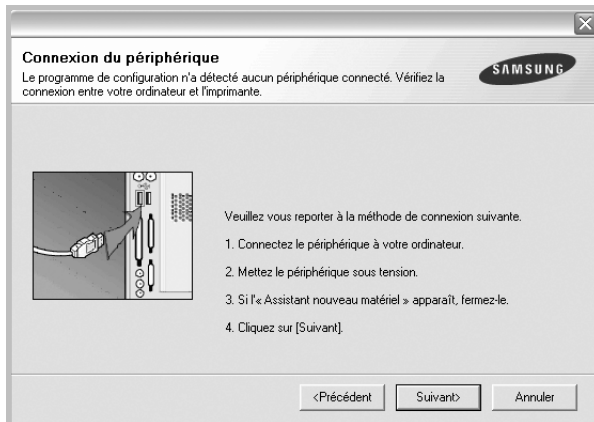 Connexion du périphérique
Le programme de configuration n'a détecté aucun périphérique connecté. Vérifiez la
connexion entre votre ordinateur et l'imprimante.
SAMSUNG
Veuillez vous reporter à la méthode de connexion suivante.
1. Connectez le périphérique à votre ordinateur.
2. Mettez le périphérique sous tension.
3. Si l'« Assistant nouveau matériel » apparaît, fermez-le.
4. Cliquez sur [Suivant].
<Précédent
Suivant>
Annuler